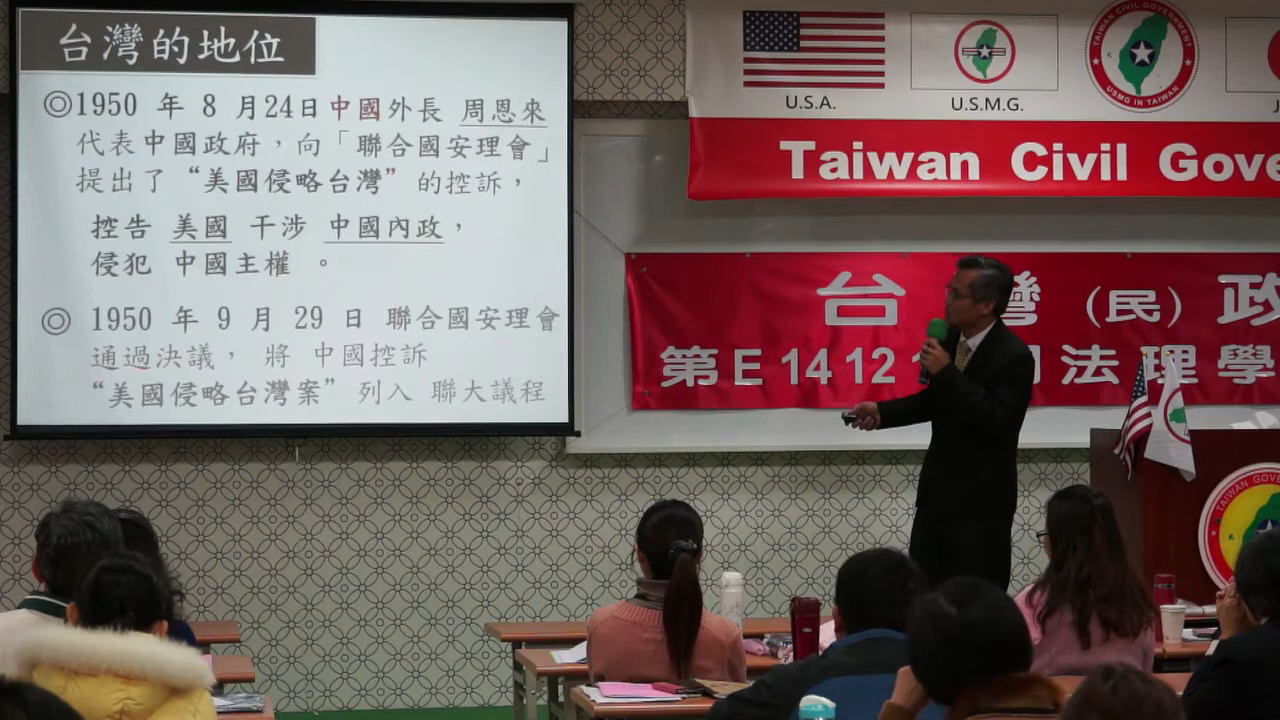 台灣的地位
◎1950 年 8 月24日中國外長 周恩來
代表中國政府，向「聯合國安理會」
提出了 “美國侵略台灣” 的控訴，
控告 美國 干涉 中國內政，
侵犯 中國主權 。
◎ 1950 年 9 月 29 日 聯合國安理會
通過決議， 將 中國控訴
“美國侵略台灣案” 列入 聯大議程
U.S.A.
U.S.M.G.
TAIWAN CIVIL GOVERNMENT
USMG IN TAIWAN
J
Taiwan Civil Gove
台 灣 （民） 政
第E 14 12 法 理 學
TAIWAN GOVER